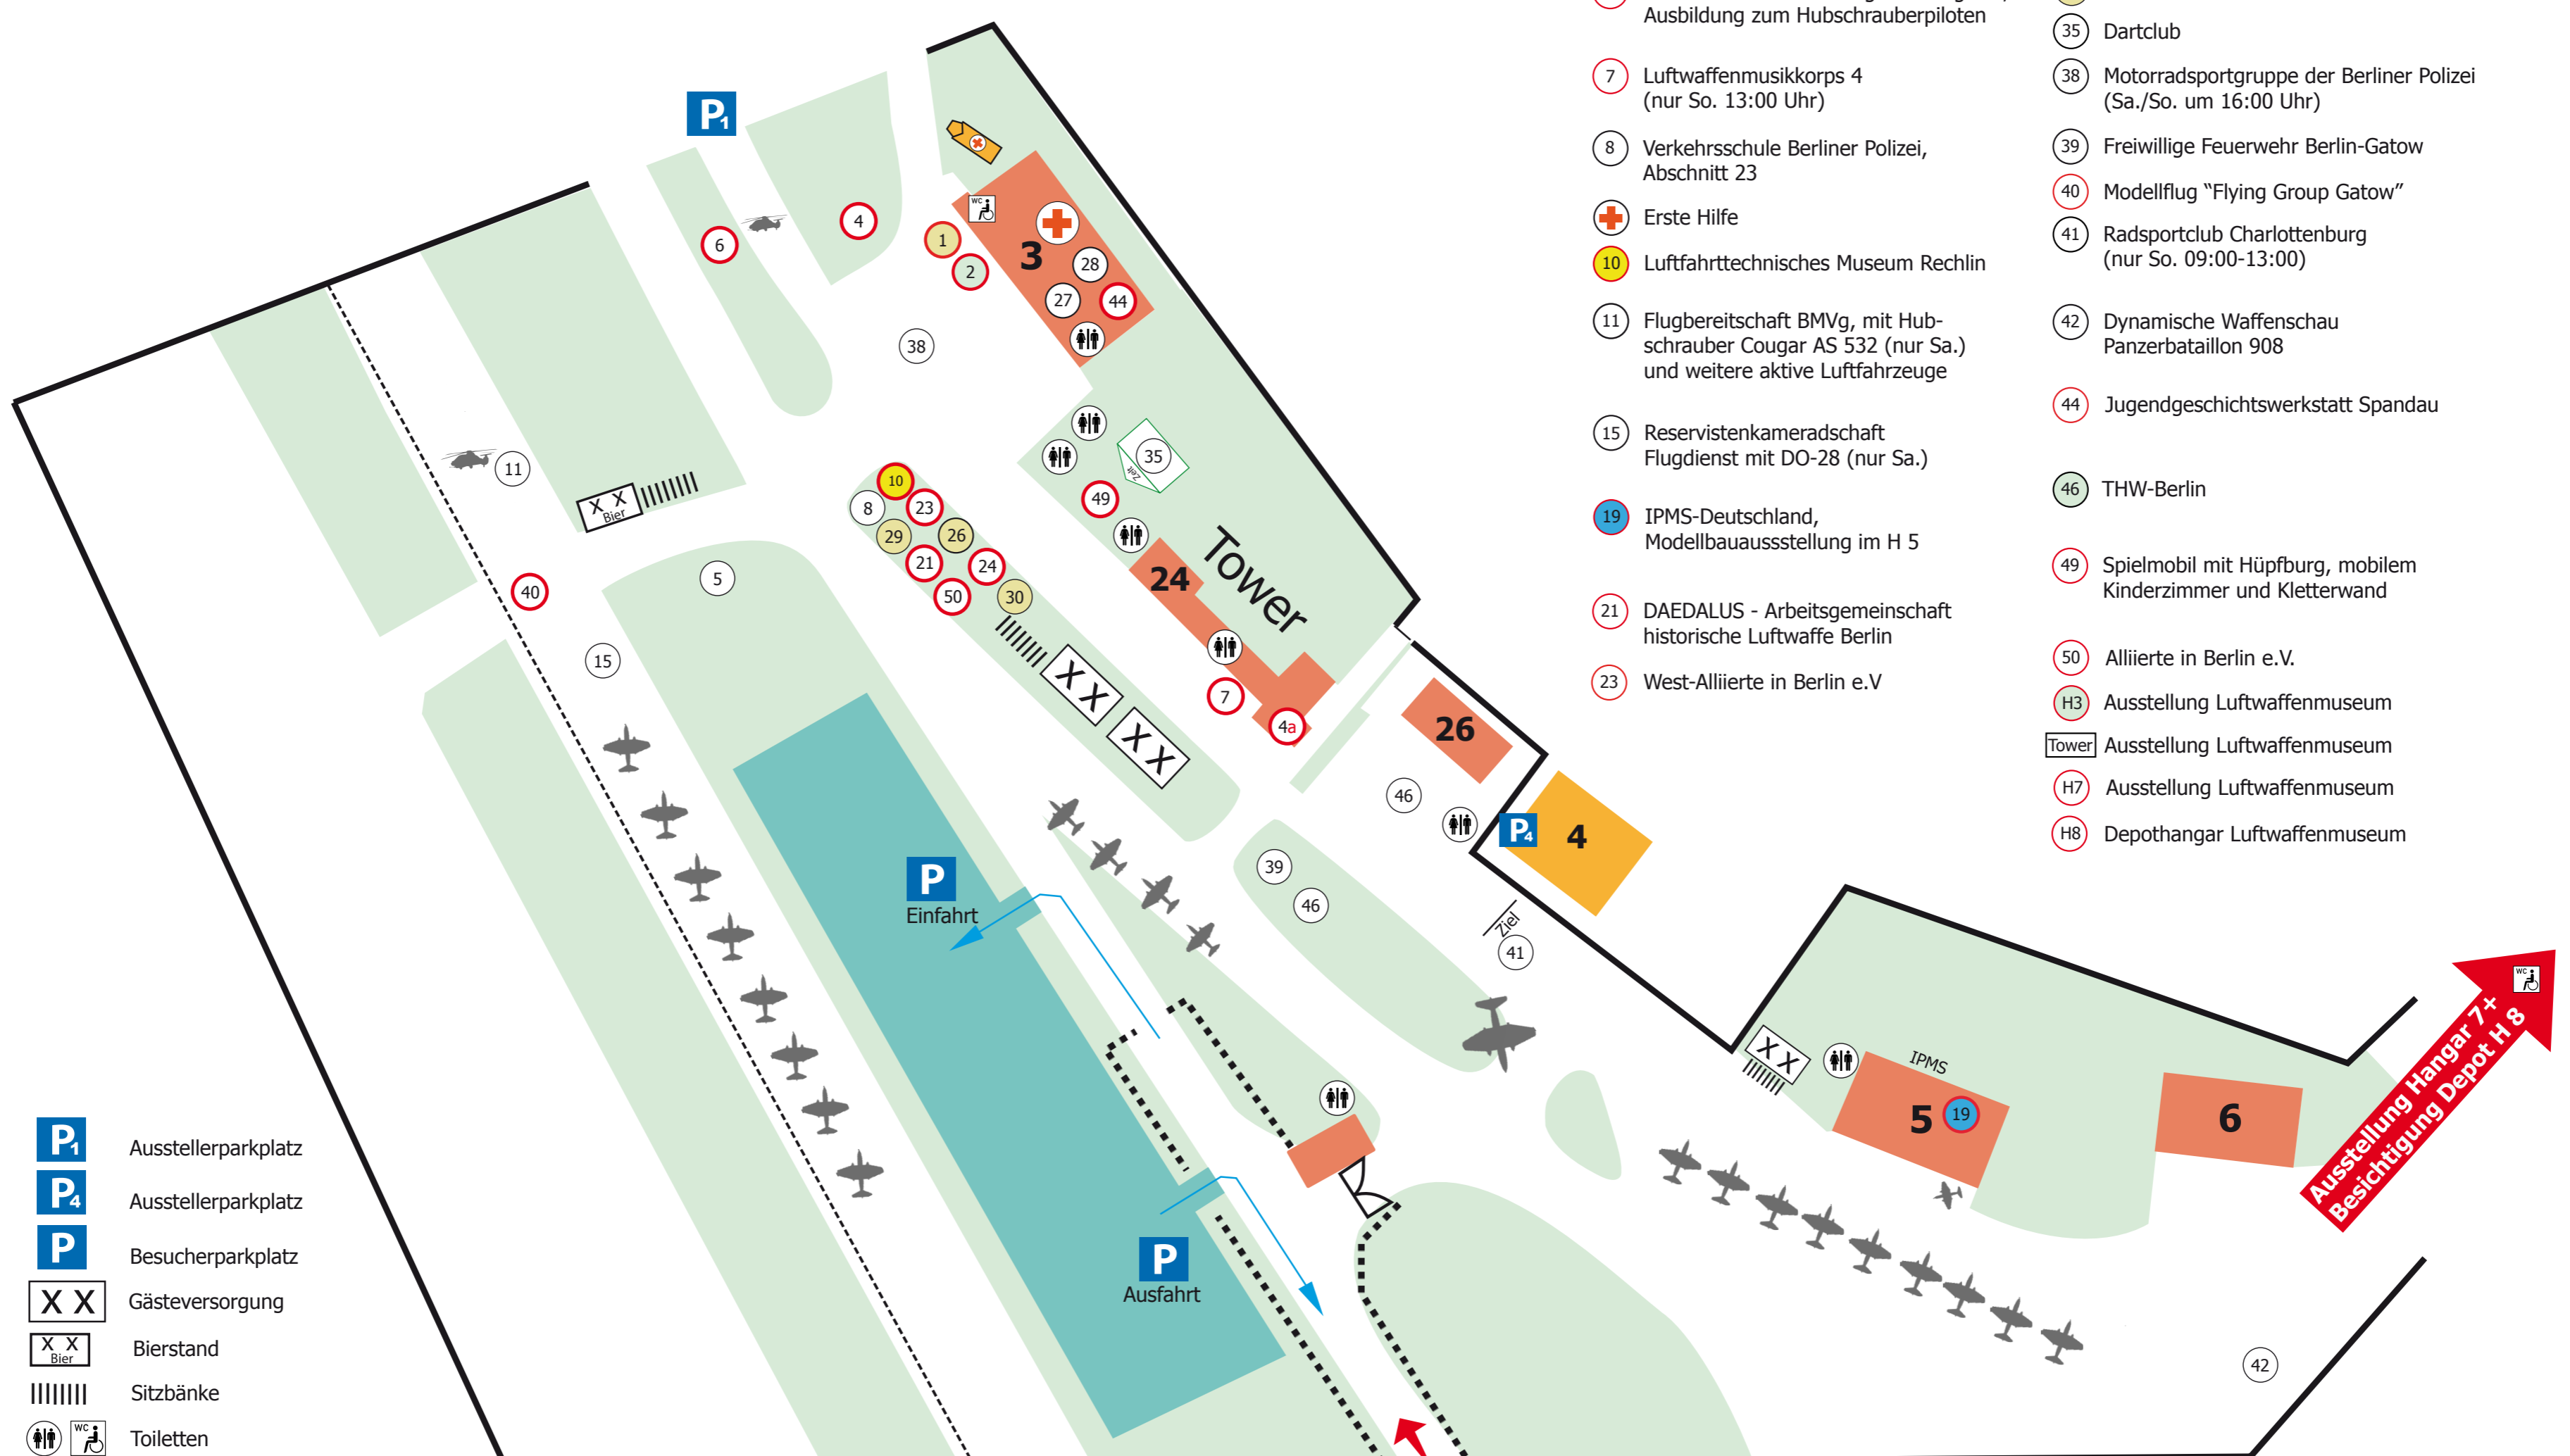 Ausbildung zum Hubschrauberpiloten
7 Luftwaffenmusikkorps 4
(nur So. 13:00 Uhr)
8 Verkehrsschule Berliner Polizei,
Abschnitt 23
Erste Hilfe
10 Luftfahrttechnisches Museum Rechlin
11 Flugbereitschaft BMVg, mit Hub-
schrauber Cougar AS 532 (nur Sa.)
und weitere aktive Luftfahrzeuge
15 Reservistenkameradschaft
Flugdienst mit DO-28 (nur Sa.)
19 IPMS-Deutschland,
Modellbauaussstellung im H 5
21 DAEDALUS - Arbeitsgemeinschaft
historische Luftwaffe Berlin
23 West-Alliierte in Berlin e.V
35 Dartclub
38 Motorradsportgruppe der Berliner Polizei
(Sa./So. um 16:00 Uhr)
39 Freiwillige Feuerwehr Berlin-Gatow
40 Modellflug “Flying Group Gatow”
41 Radsportclub Charlottenburg
(nur So. 09:00-13:00)
42 Dynamische Waffenschau
Panzerbataillon 908
44 Jugendgeschichtswerkstatt Spandau
46 THW-Berlin
49 Spielmobil mit Hüpfburg, mobilem
Kinderzimmer und Kletterwand
50 Alliierte in Berlin e.V.
H3 Ausstellung Luftwaffenmuseum
Tower Ausstellung Luftwaffenmuseum
H7 Ausstellung Luftwaffenmuseum
H8 Depothangar Luftwaffenmuseum
P1
6
4
1
2
WC
3
28
27
44
38
11
X X
Bier
40
15
5
10
8
23
29
26
21
24
50
30
X X
X X
35
Zelt
49
24
Tower
7
4a
26
46
P4
4
39
46
Ziel
41
P
Einfahrt
P
Ausfahrt
X X
IPMS
5
19
6
WC
Ausstellung Hangar 7+
Besichtigung Depot H 8
42
P1 Ausstellerparkplatz
P4 Ausstellerparkplatz
P Besucherparkplatz
X X Gästeversorgung
X X
Bier Bierstand
Sitzbänke
WC Toiletten